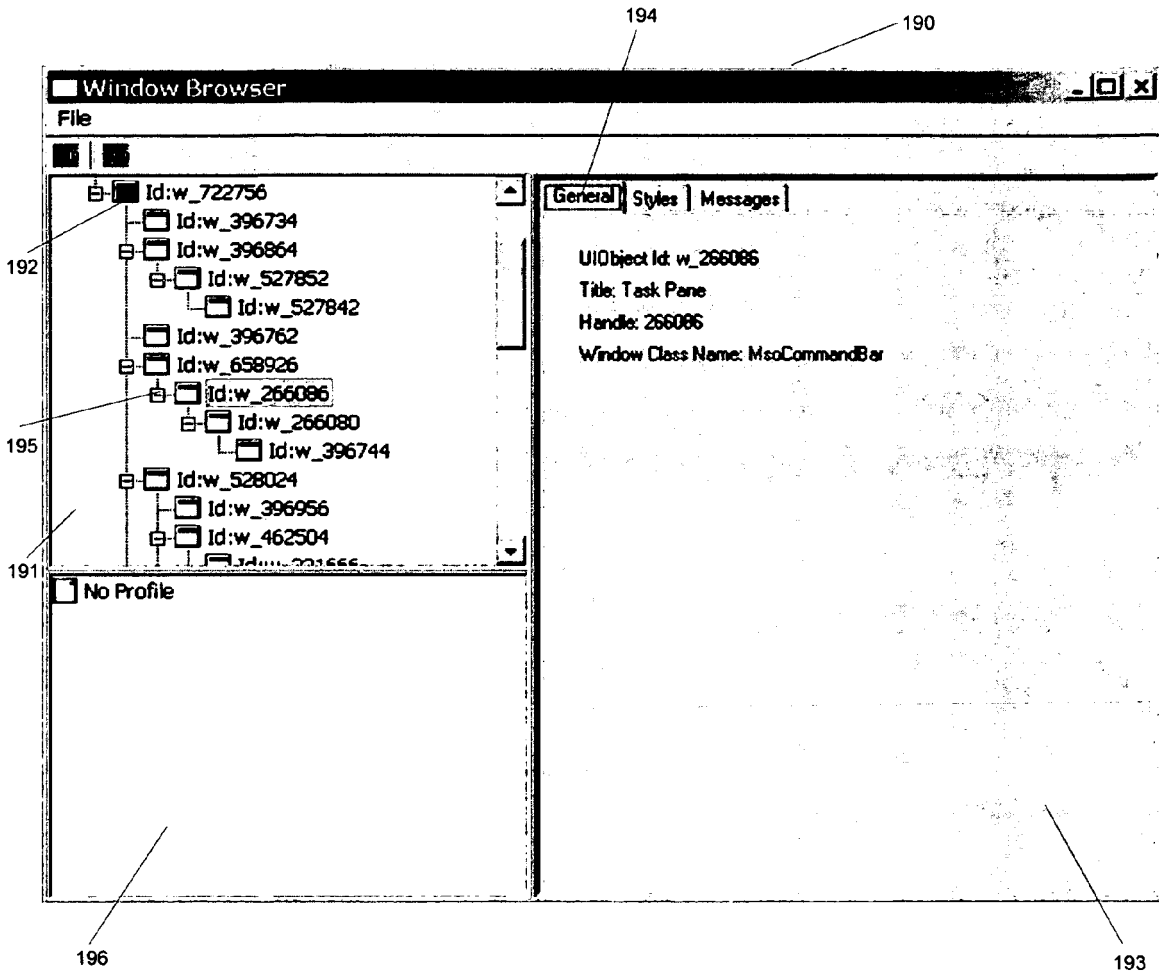 194
190
Window Browser
File
Id:w_722756
Id:w_396734
Id:w_396864
Id:w_527852
Id:w_527842
Id:w_396762
Id:w_658926
Id:w_266086
Id:w_266080
Id:w_396744
Id:w_528024
Id:w_396956
Id:w_462504
No Profile
General
Styles
Messages
UIObject Id: w_266086
Title: Task Pane
Handle: 266086
Window Class Name: MsoCommandBar
192
195
191
196
193